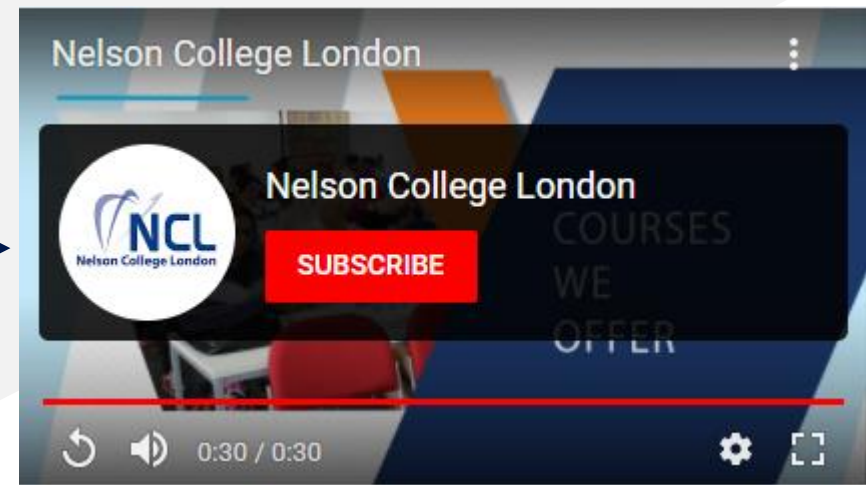 Nelson College London
NCL
Nelson College London
Nelson College London
SUBSCRIBE
COURSES
WE
OFFER
0:30 / 0:30